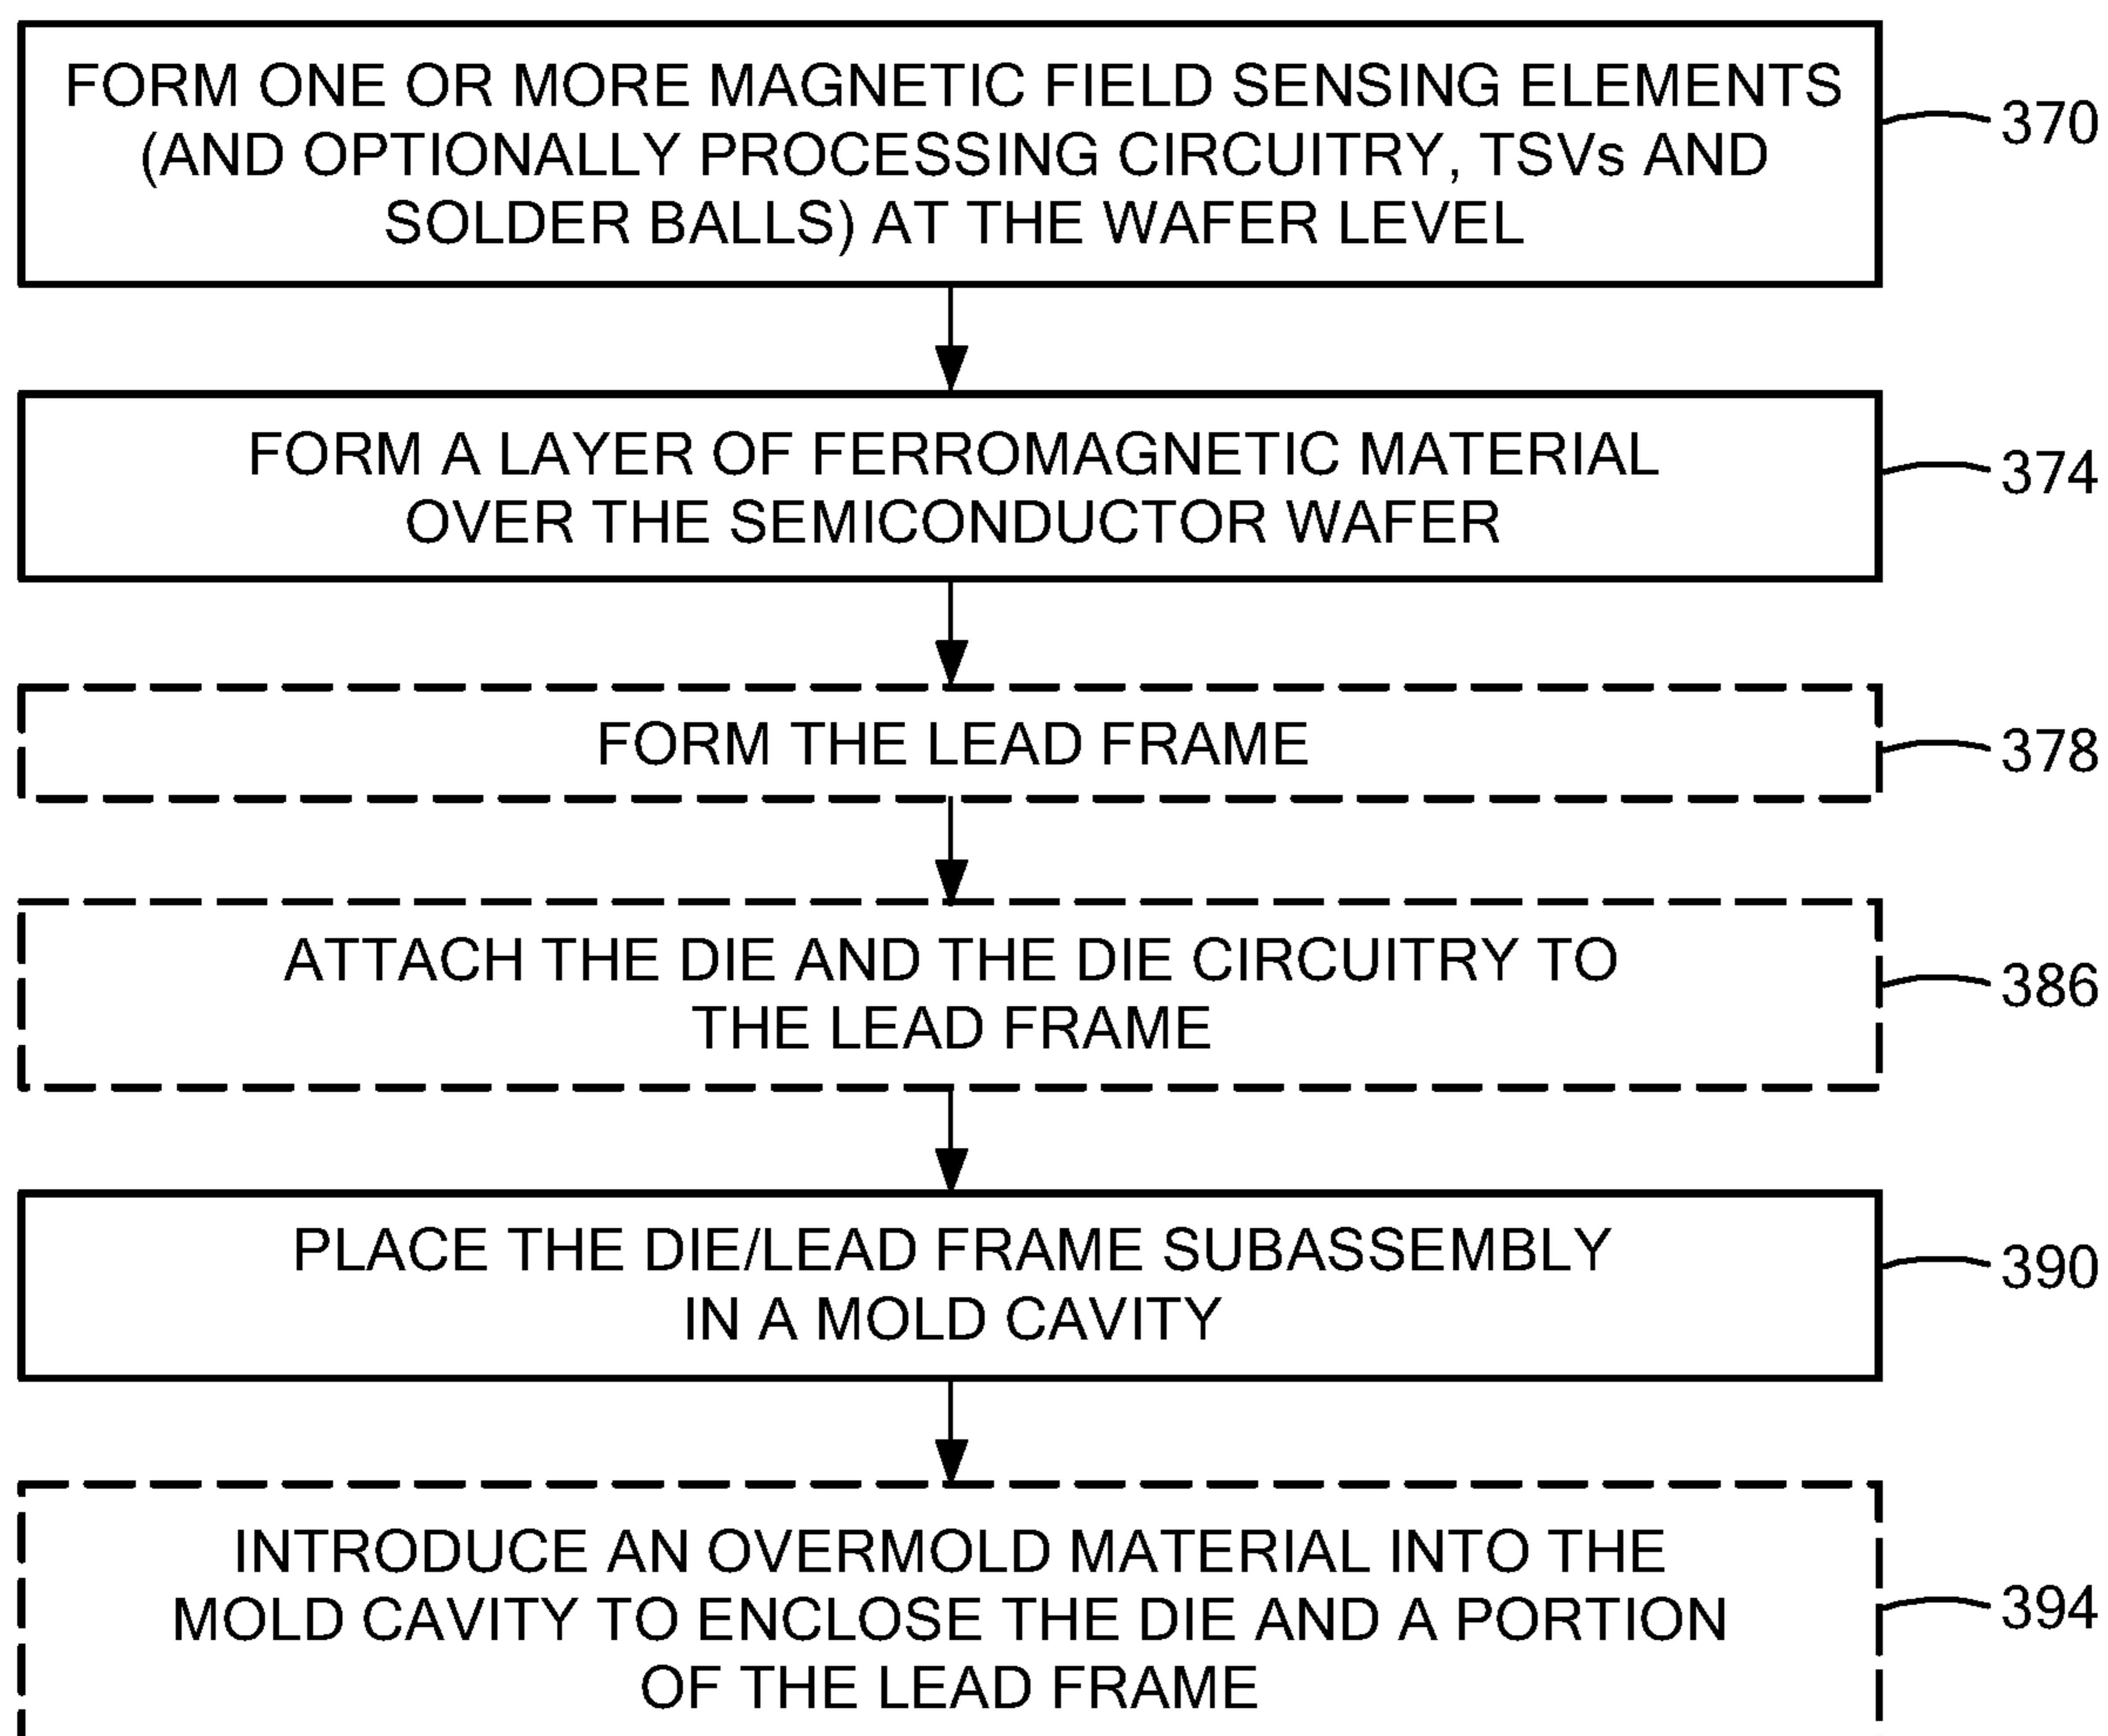 FORM ONE OR MORE MAGNETIC FIELD SENSING ELEMENTS
(AND OPTIONALLY PROCESSING CIRCUITRY, TSVs AND
SOLDER BALLS) AT THE WAFER LEVEL
370
FORM A LAYER OF FERROMAGNETIC MATERIAL
OVER THE SEMICONDUCTOR WAFER
374
FORM THE LEAD FRAME
378
ATTACH THE DIE AND THE DIE CIRCUITRY TO
THE LEAD FRAME
386
PLACE THE DIE/LEAD FRAME SUBASSEMBLY
IN A MOLD CAVITY
390
INTRODUCE AN OVERMOLD MATERIAL INTO THE
MOLD CAVITY TO ENCLOSE THE DIE AND A PORTION
OF THE LEAD FRAME
394